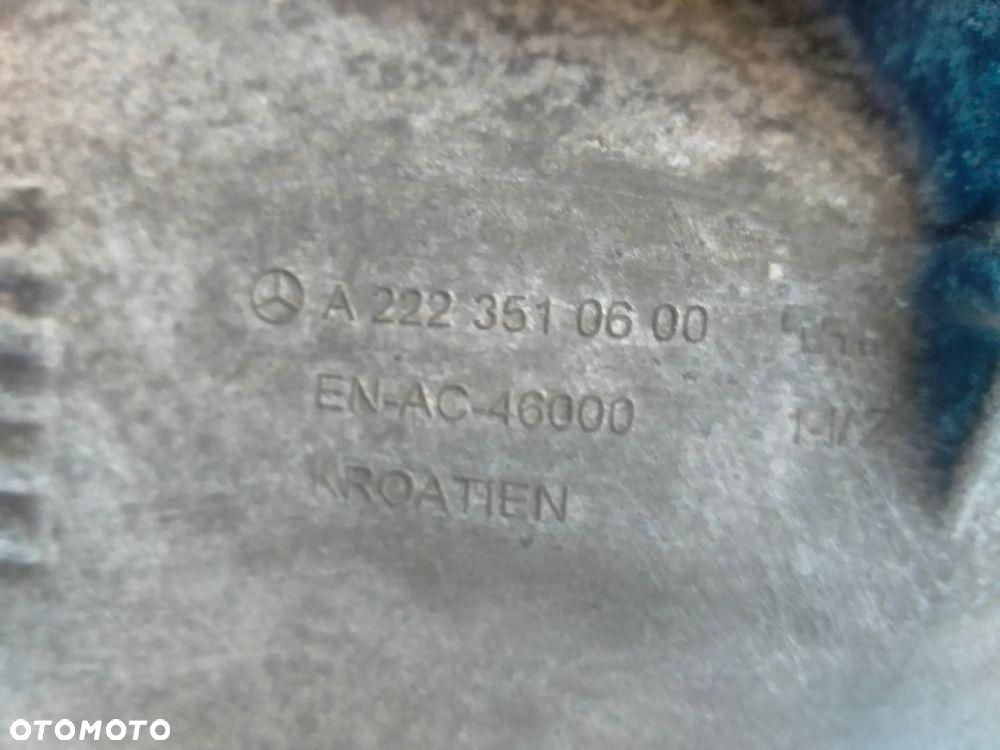 A 222 351 06 00
EN-AC-46000
KROATIEN
OTOMOTO